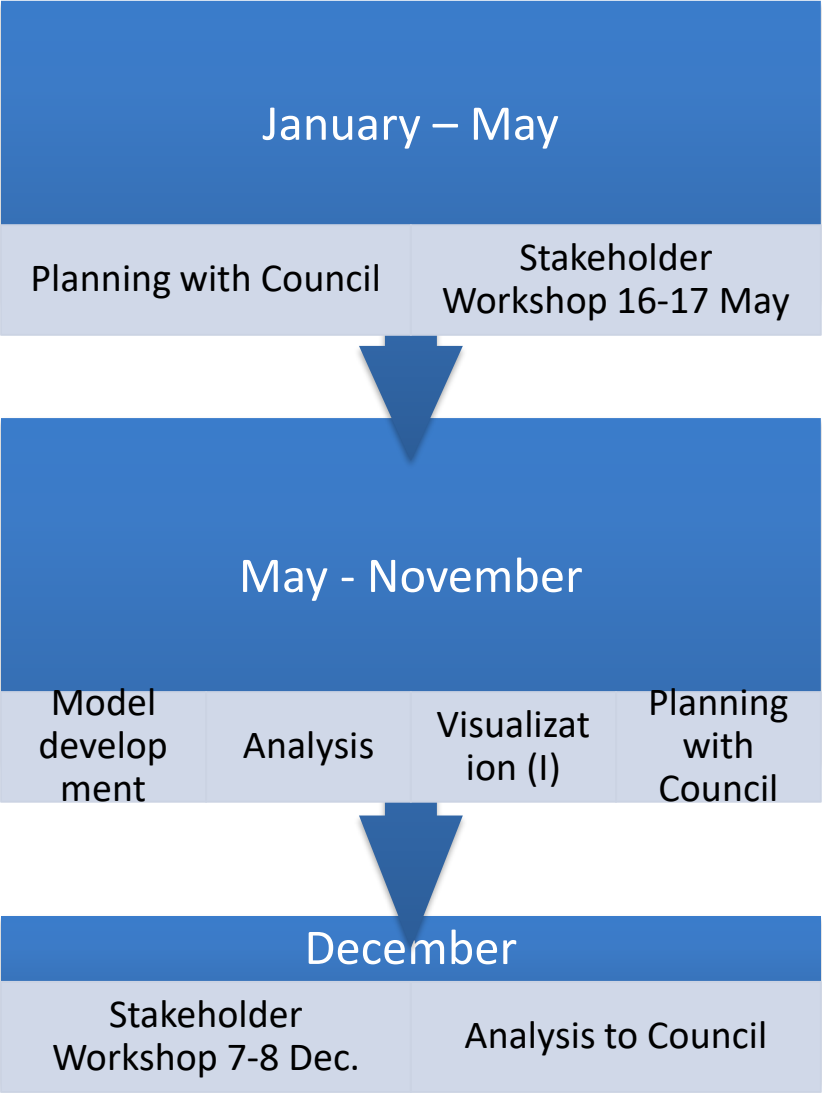 January – May
Planning with Council
Stakeholder
Workshop 16-17 May
May - November
Model
develop
ment
Analysis
Visualizat
ion (I)
Planning
with
Council
December
Stakeholder
Workshop 7-8 Dec.
Analysis to Council